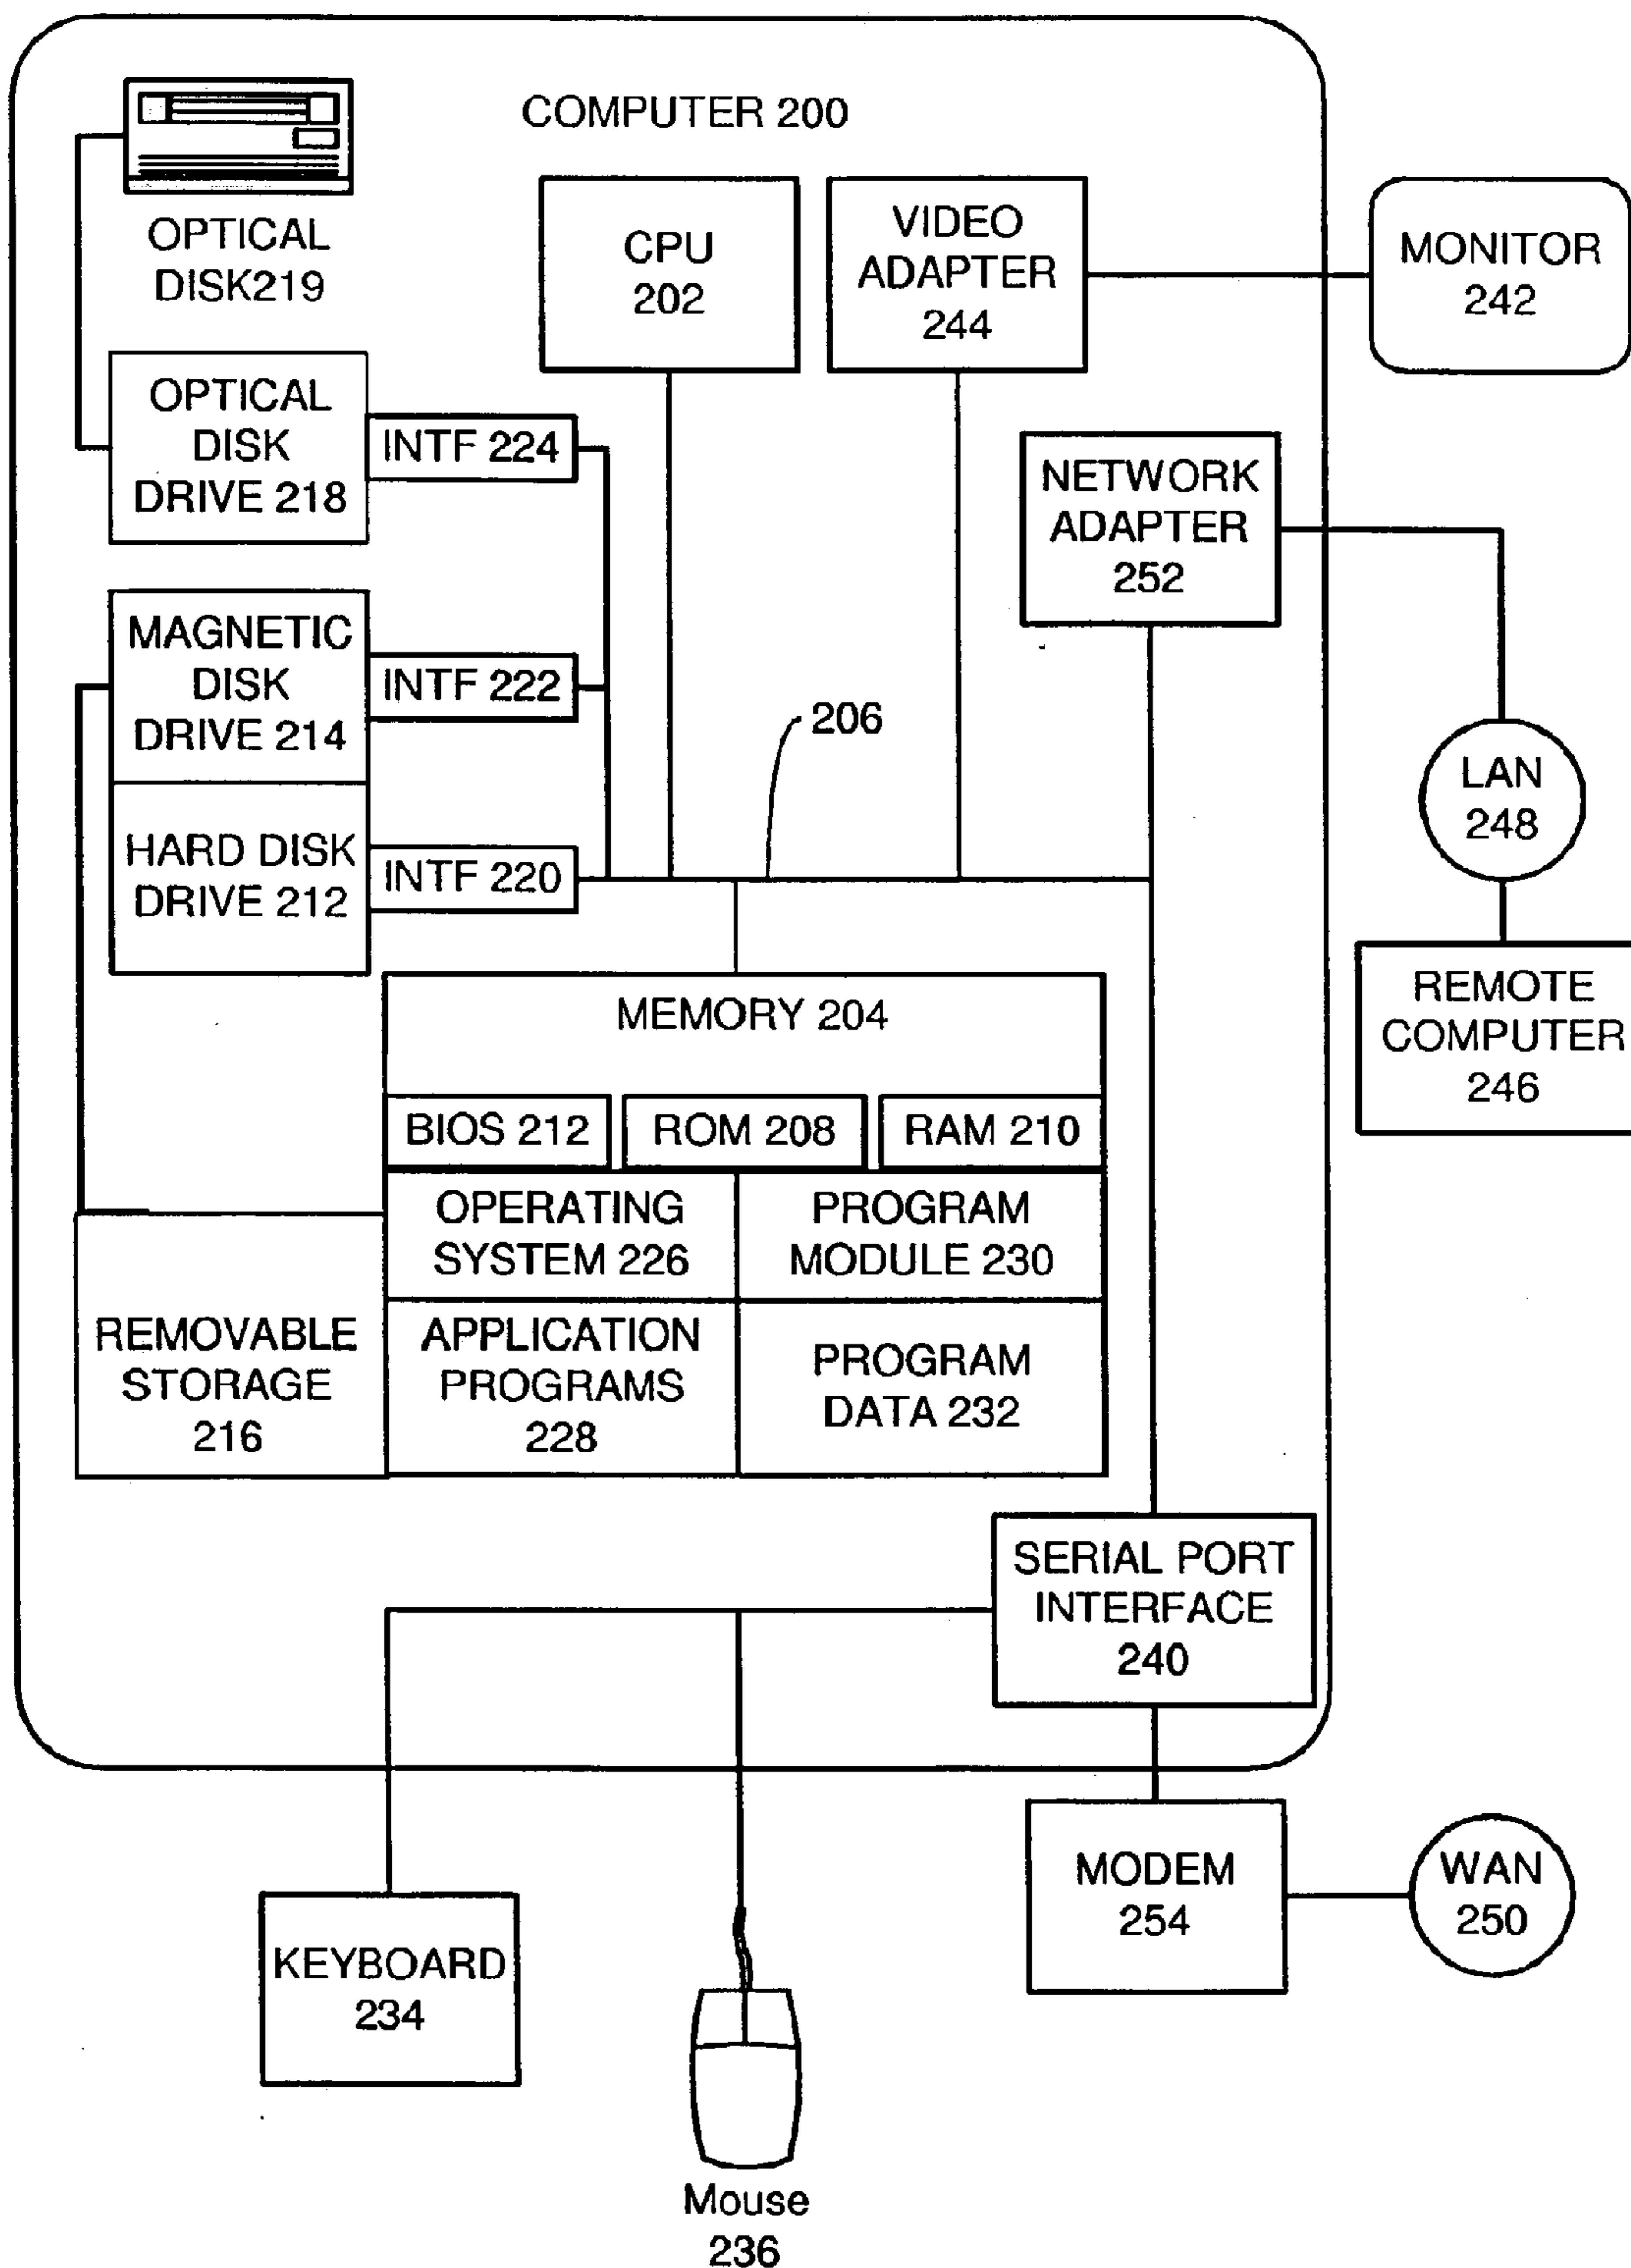 COMPUTER 200
OPTICAL
DISK219
CPU
202
VIDEO
ADAPTER
244
MONITOR
242
OPTICAL
DISK
DRIVE 218
INTF 224
NETWORK
ADAPTER
252
MAGNETIC
DISK
DRIVE 214
INTF 222
206
LAN
248
HARD DISK
DRIVE 212
INTF 220
REMOTE
COMPUTER
246
MEMORY 204
BIOS 212
ROM 208
RAM 210
OPERATING
SYSTEM 226
PROGRAM
MODULE 230
REMOVABLE
STORAGE
216
APPLICATION
PROGRAMS
228
PROGRAM
DATA 232
SERIAL PORT
INTERFACE
240
MODEM
254
WAN
250
KEYBOARD
234
Mouse
236